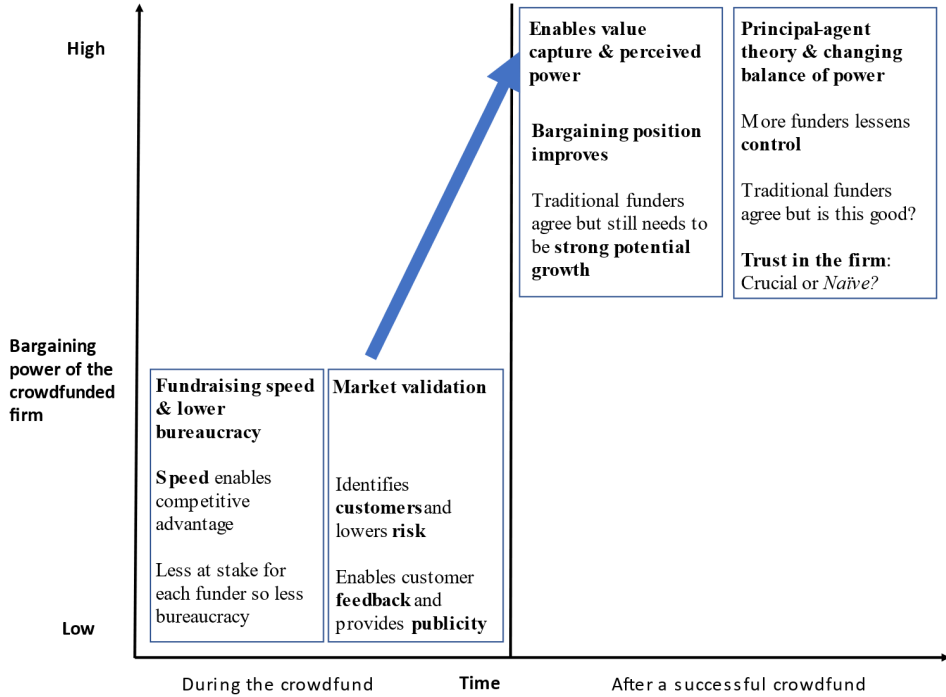 High
Enables value
capture & perceived
power
Bargaining position
improves
Traditional funders
agree but still needs to
be strong potential
growth
Principal-agent
theory & changing
balance of power
More funders lessens
control
Traditional funders
agree but is this good?
Trust in the firm:
Crucial or Naïve?
Bargaining
power of the
crowdfunded
firm
Fundraising speed
& lower
bureaucracy
Speed enables
competitive
advantage
Less at stake for
each funder so less
bureaucracy
Market validation
Identifies
customers and
lowers risk
Enables customer
feedback and
provides publicity
Low
During the crowdfund
Time
After a successful crowdfund